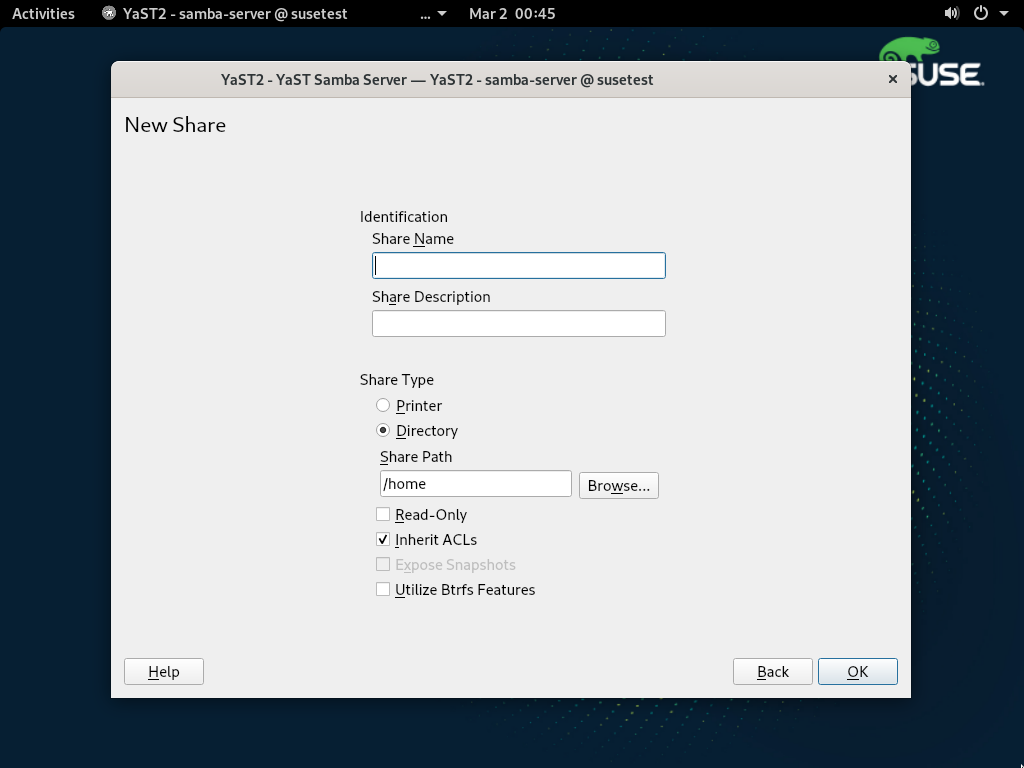 Activities YaST2 - samba-server @ susetest ... Mar 2 00:45
SUSE
YaST2 - YaST Samba Server — YaST2 - samba-server @ susetest
New Share
Identification
Share Name
Share Description
Share Type
Printer
Directory
Share Path
/home Browse...
Read-Only
Inherit ACLs
Expose Snapshots
Utilize Btrfs Features
Help Back OK